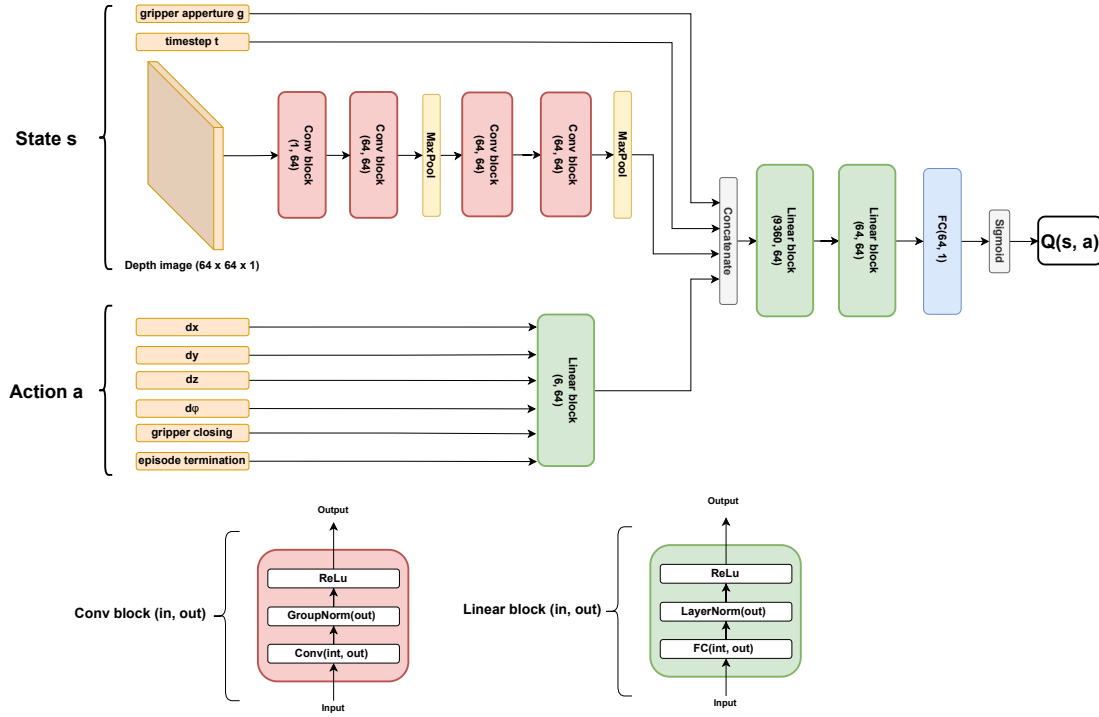 State s
gripper apperture g
timestep t
Depth image (64 x 64 x 1)
Conv block
(1, 64)
Conv block
(64, 64)
MaxPool
Conv block
(64, 64)
Conv block
(64, 64)
MaxPool
Concatenate
Linear block
(9360, 64)
Linear block
(64, 64)
FC(64, 1)
Sigmoid
Q(s, a)
Action a
dx
dy
dz
dφ
gripper closing
episode termination
Linear block
(6, 64)
Conv block (in, out)
Output
ReLu
GroupNorm(out)
Conv(int, out)
Input
Linear block (in, out)
Output
ReLu
LayerNorm(out)
FC(int, out)
Input